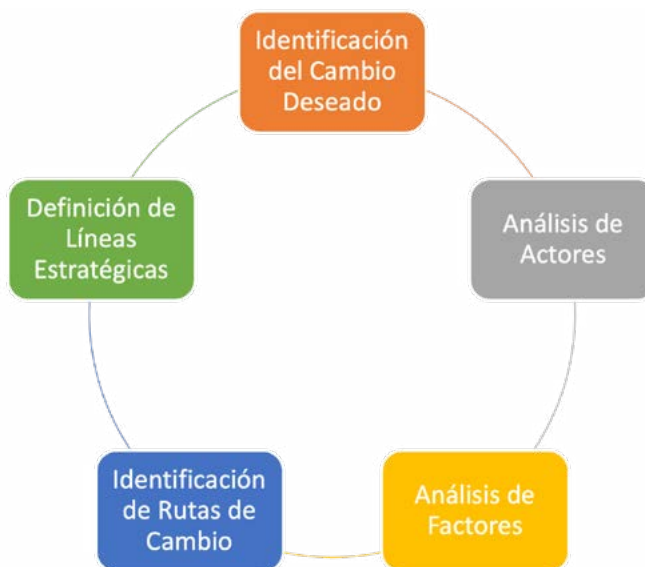 Identificación
del Cambio
Deseado
Análisis de
Actores
Análisis de
Factores
Identificación
de Rutas de
Cambio
Definición de
Líneas
Estratégicas